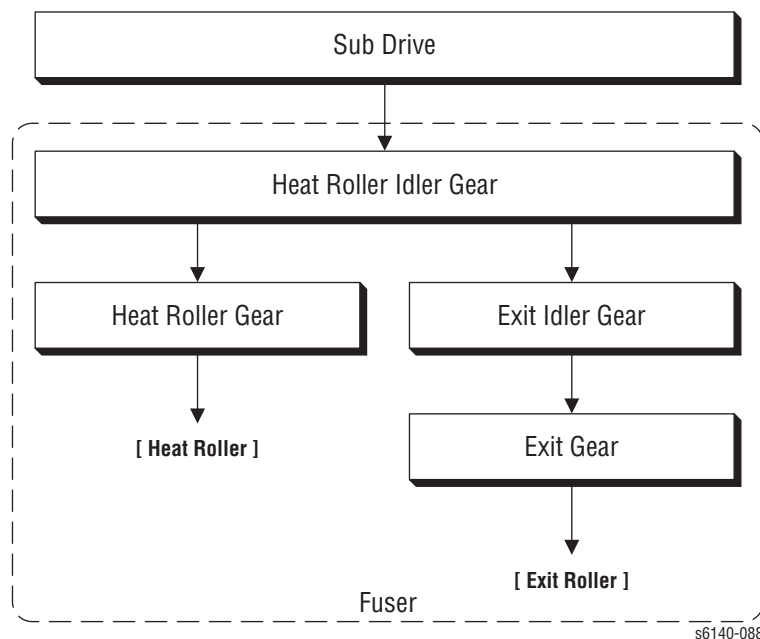 Sub Drive
Heat Roller Idler Gear
Heat Roller Gear
Exit Idler Gear
[ Heat Roller ]
Exit Gear
[ Exit Roller ]
Fuser
s6140-088